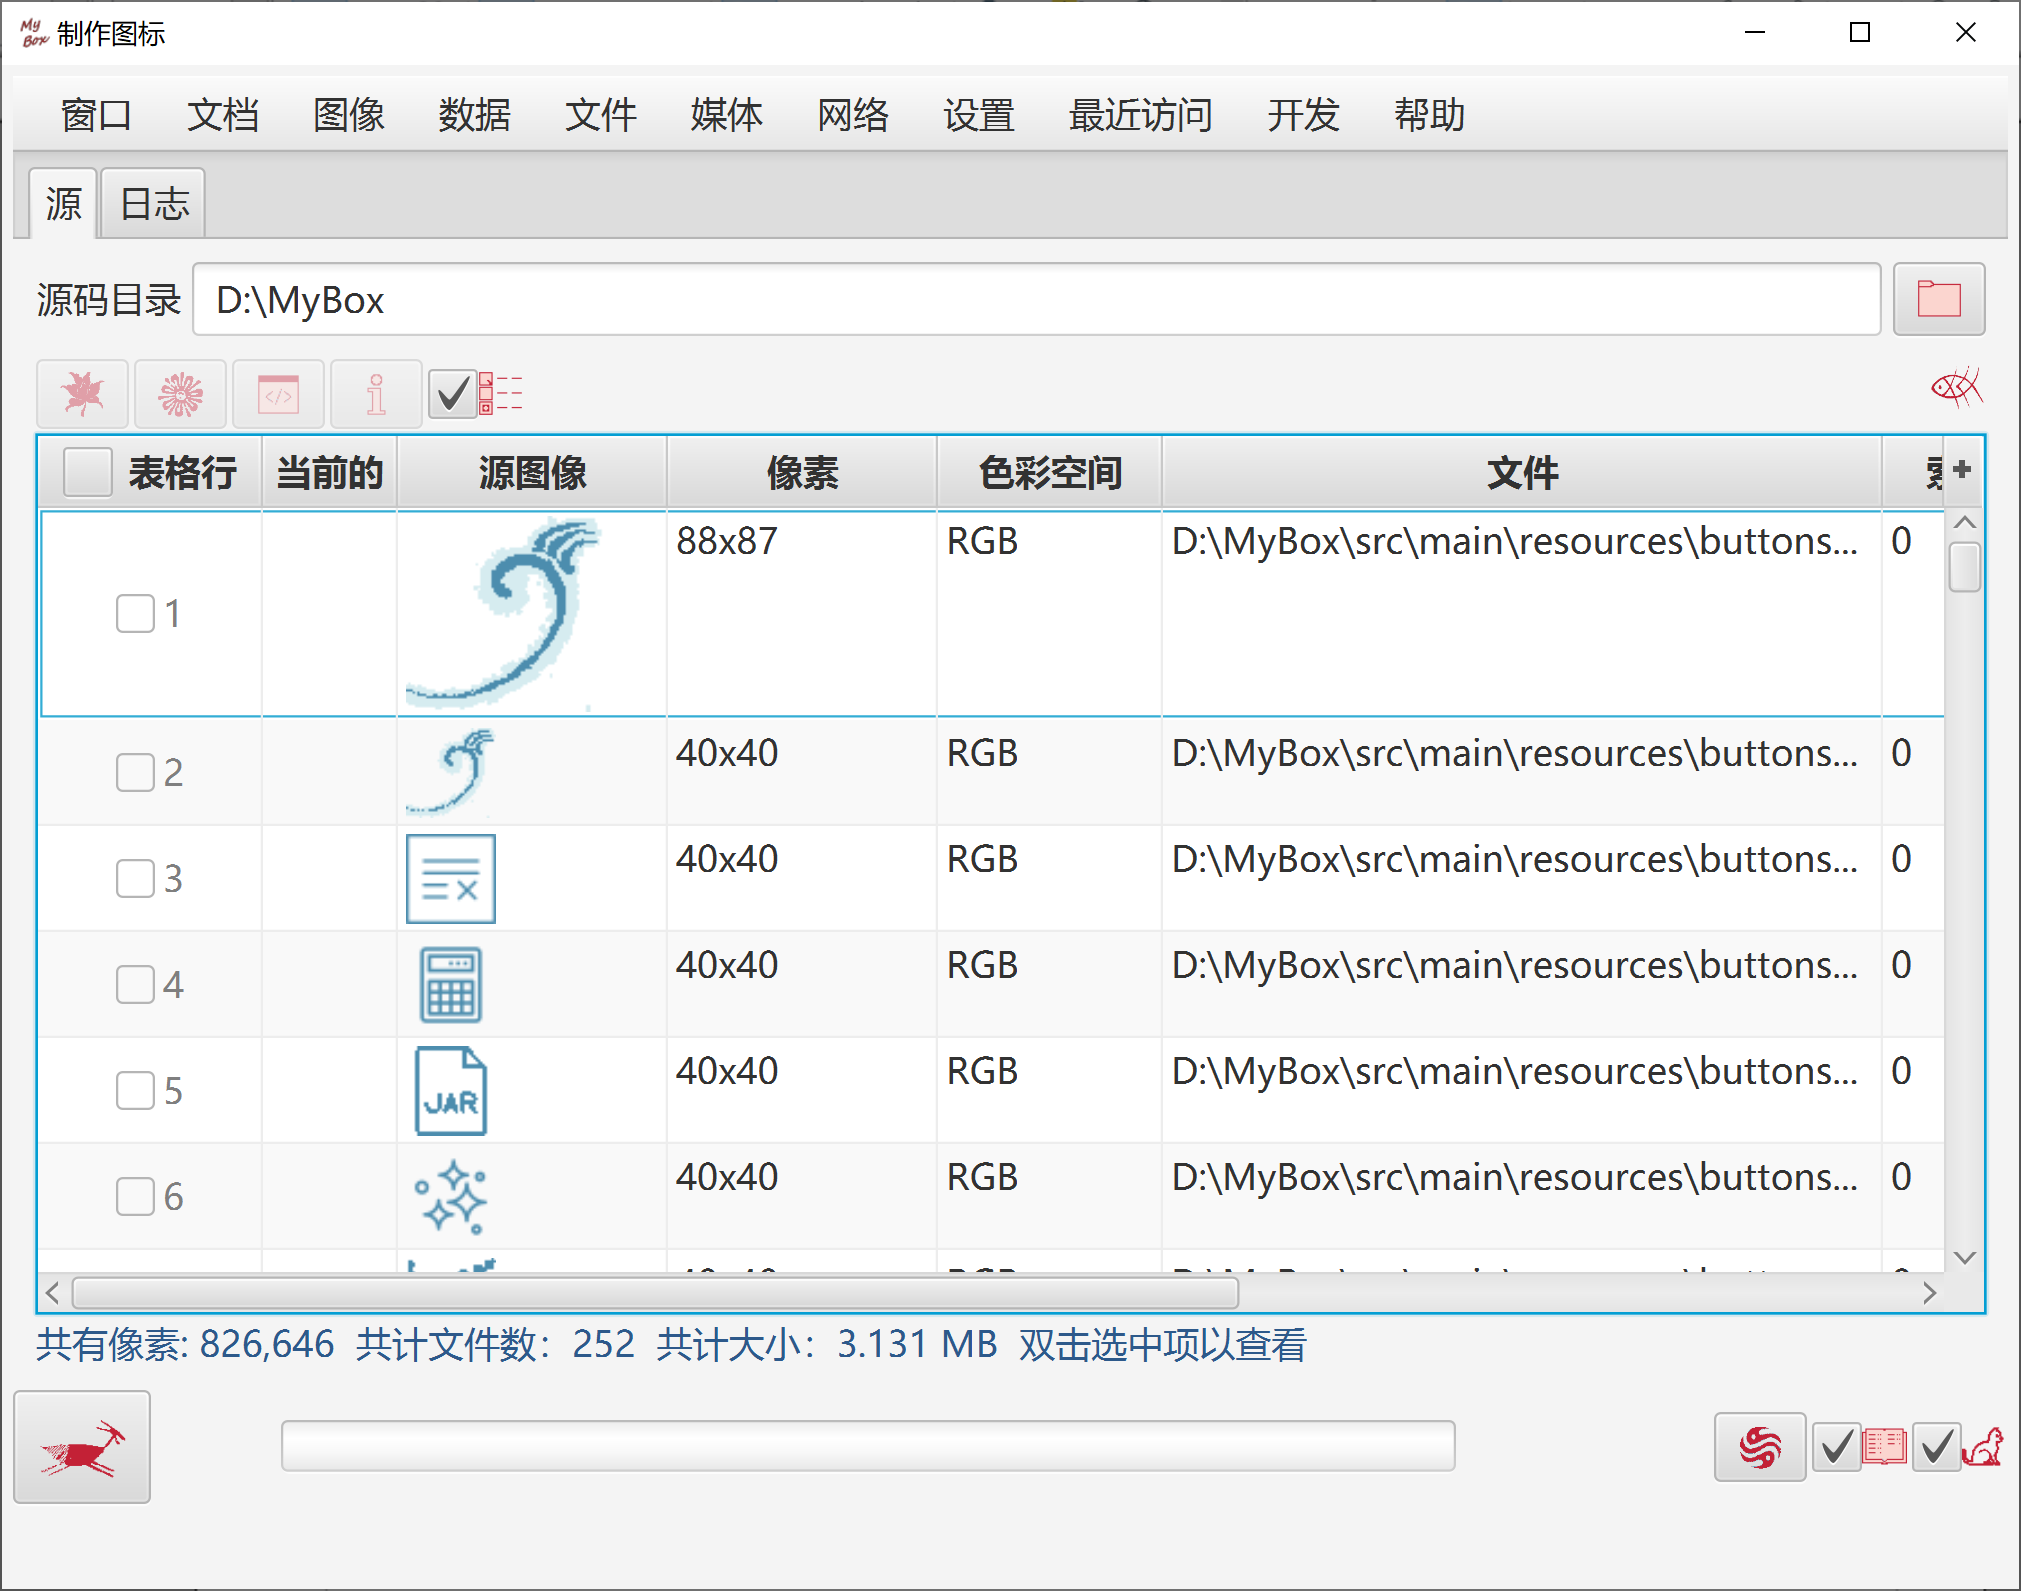 My Box 制作图标
窗口 文档 图像 数据 文件 媒体 网络 设置 最近访问 开发 帮助
源 日志
源码目录 D:\MyBox
表格行 当前的 源图像 像素 色彩空间 文件
1 88x87 RGB D:\MyBox\src\main\resources\buttons... 0
2 40x40 RGB D:\MyBox\src\main\resources\buttons... 0
3 40x40 RGB D:\MyBox\src\main\resources\buttons... 0
4 40x40 RGB D:\MyBox\src\main\resources\buttons... 0
5 JAR 40x40 RGB D:\MyBox\src\main\resources\buttons... 0
6 40x40 RGB D:\MyBox\src\main\resources\buttons... 0
共有像素: 826,646 共计文件数：252 共计大小：3.131 MB 双击选中项以查看